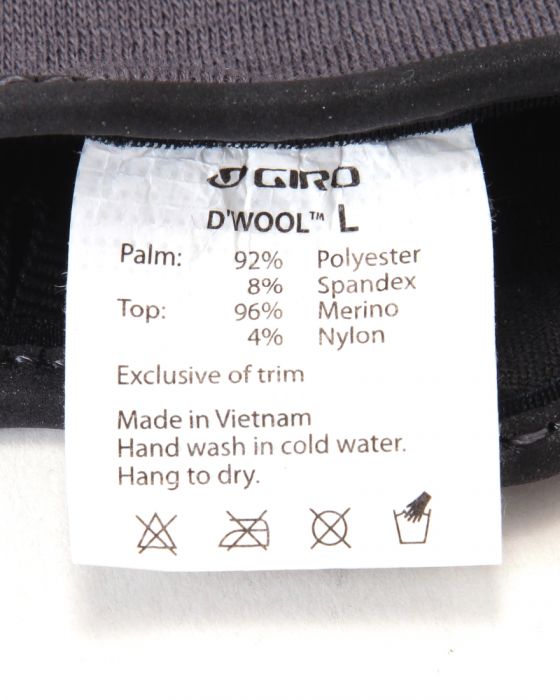 GIRO
D'WOOL™ L
Palm: 92% Polyester
8% Spandex
Top: 96% Merino
4% Nylon
Exclusive of trim
Made in Vietnam
Hand wash in cold water.
Hang to dry.